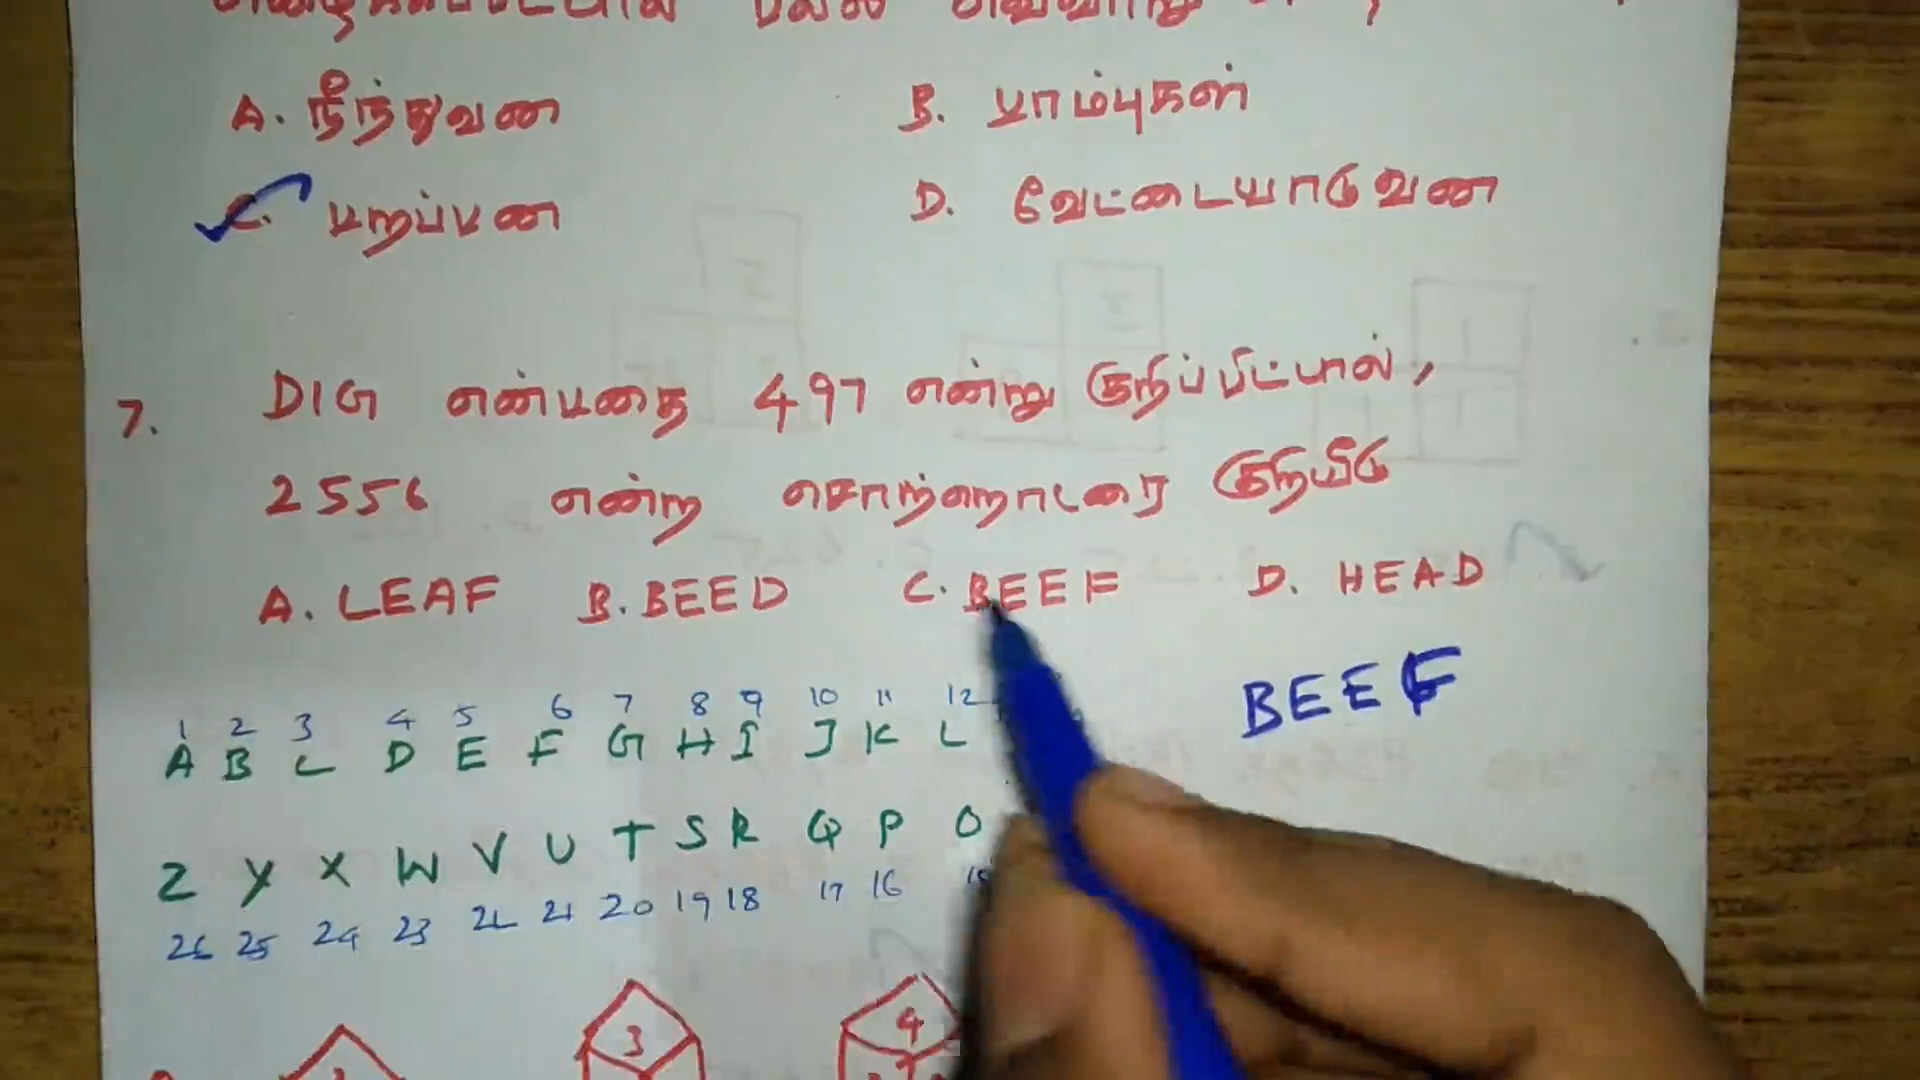 A. நீந்துவன B. பாம்புகள்
C. பறப்பன D. வேட்டையாடுவன
7. DIG என்பதை 497 என்று குறிப்பிட்டால்,
2556 என்ற சொற்றொடரை குறியீடு
A. LEAF B. BEED C. BEEF D. HEAD
BEEF
1 2 3 4 5 6 7 8 9 10 11 12
A B C D E F G H I J K L
Z Y X W V U T S R Q P O
26 25 24 23 22 21 20 19 18 17 16 15
3 4